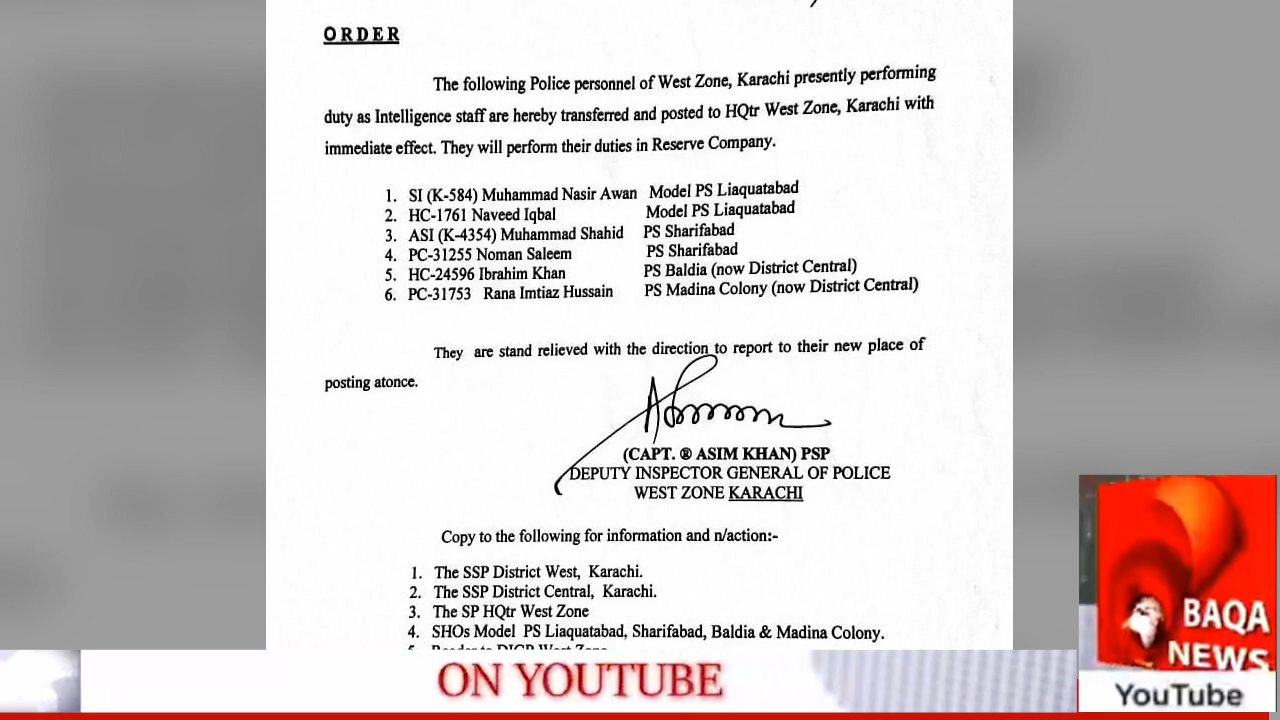 ORDER
The following Police personnel of West Zone, Karachi presently performing
duty as Intelligence staff are hereby transferred and posted to HQtr West Zone, Karachi with
immediate effect. They will perform their duties in Reserve Company.
1. SI (K-584) Muhammad Nasir Awan Model PS Liaquatabad
2. HC-1761 Naveed Iqbal Model PS Liaquatabad
3. ASI (K-4354) Muhammad Shahid PS Sharifabad
4. PC-31255 Noman Saleem PS Sharifabad
5. HC-24596 Ibrahim Khan PS Baldia (now District Central)
6. PC-31753 Rana Imtiaz Hussain PS Madina Colony (now District Central)
They are stand relieved with the direction to report to their new place of
posting atonce.
(CAPT. ® ASIM KHAN) PSP
DEPUTY INSPECTOR GENERAL OF POLICE
WEST ZONE KARACHI
Copy to the following for information and n/action:-
1. The SSP District West, Karachi.
2. The SSP District Central, Karachi.
3. The SP HQtr West Zone
4. SHOs Model PS Liaquatabad, Sharifabad, Baldia & Madina Colony.
5. Reader to DIGP West Zone
ON YOUTUBE
BAQA
NEWS
YouTube